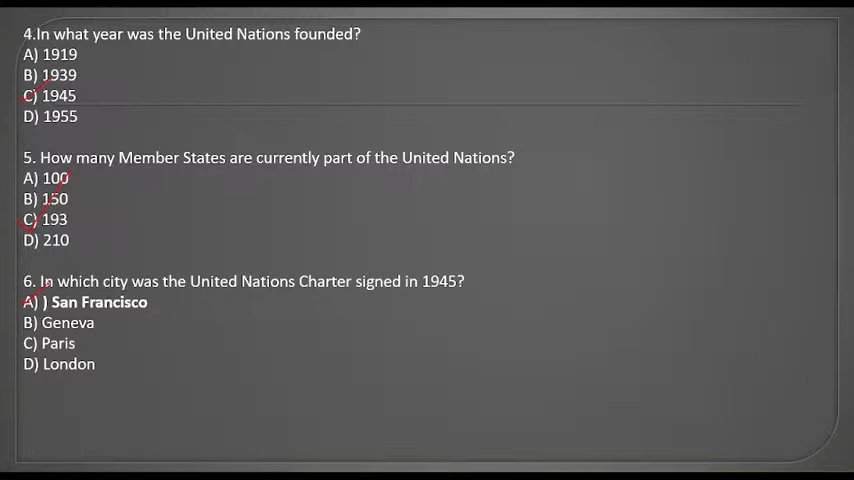 4.In what year was the United Nations founded?
A) 1919
B) 1939
C) 1945
D) 1955
5. How many Member States are currently part of the United Nations?
A) 100
B) 150
C) 193
D) 210
6. In which city was the United Nations Charter signed in 1945?
A) ) San Francisco
B) Geneva
C) Paris
D) London